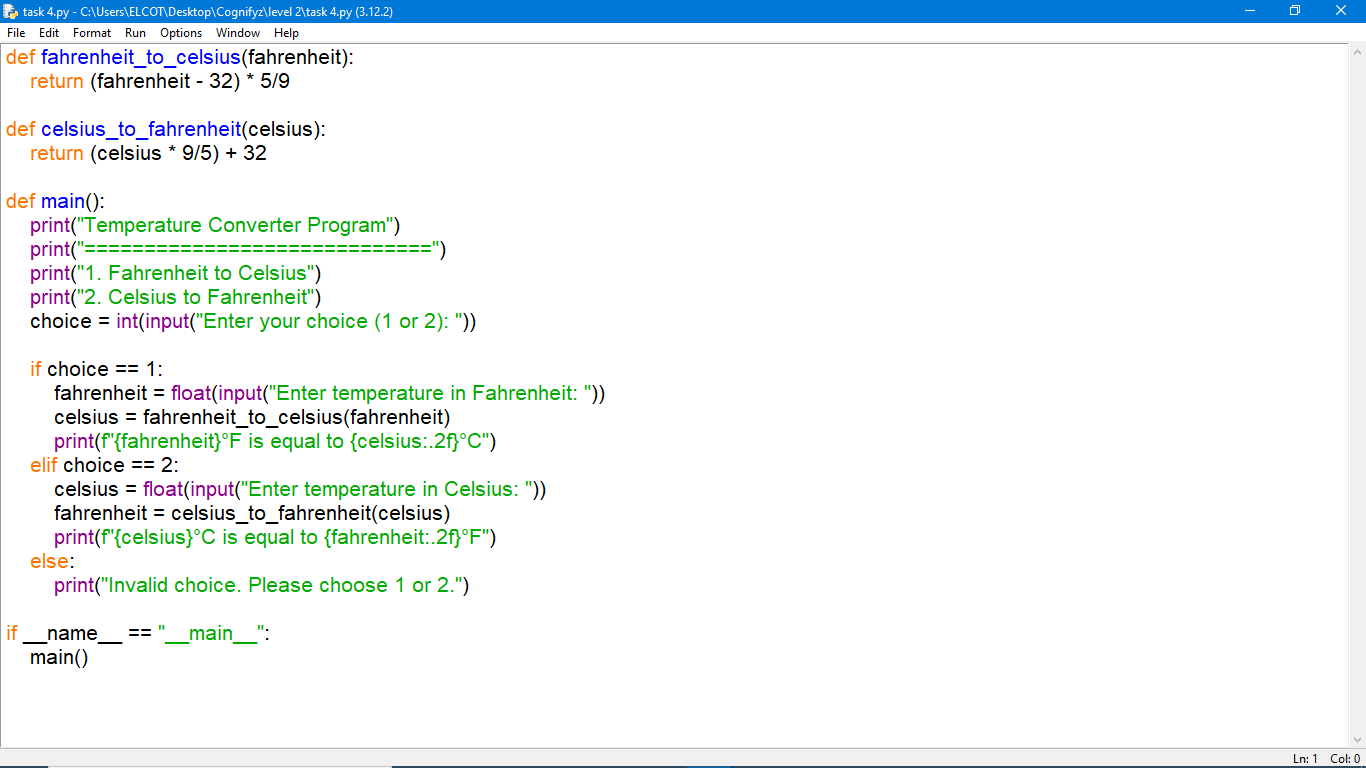 task 4.py - C:\Users\ELCOT\Desktop\Cognifyz\level 2\task 4.py (3.12.2)
File Edit Format Run Options Window Help
def fahrenheit_to_celsius(fahrenheit):
    return (fahrenheit - 32) * 5/9

def celsius_to_fahrenheit(celsius):
    return (celsius * 9/5) + 32

def main():
    print("Temperature Converter Program")
    print("=============================")
    print("1. Fahrenheit to Celsius")
    print("2. Celsius to Fahrenheit")
    choice = int(input("Enter your choice (1 or 2): "))

    if choice == 1:
        fahrenheit = float(input("Enter temperature in Fahrenheit: "))
        celsius = fahrenheit_to_celsius(fahrenheit)
        print(f"{fahrenheit}°F is equal to {celsius:.2f}°C")
    elif choice == 2:
        celsius = float(input("Enter temperature in Celsius: "))
        fahrenheit = celsius_to_fahrenheit(celsius)
        print(f"{celsius}°C is equal to {fahrenheit:.2f}°F")
    else:
        print("Invalid choice. Please choose 1 or 2.")

if __name__ == "__main__":
    main()
Ln: 1 Col: 0